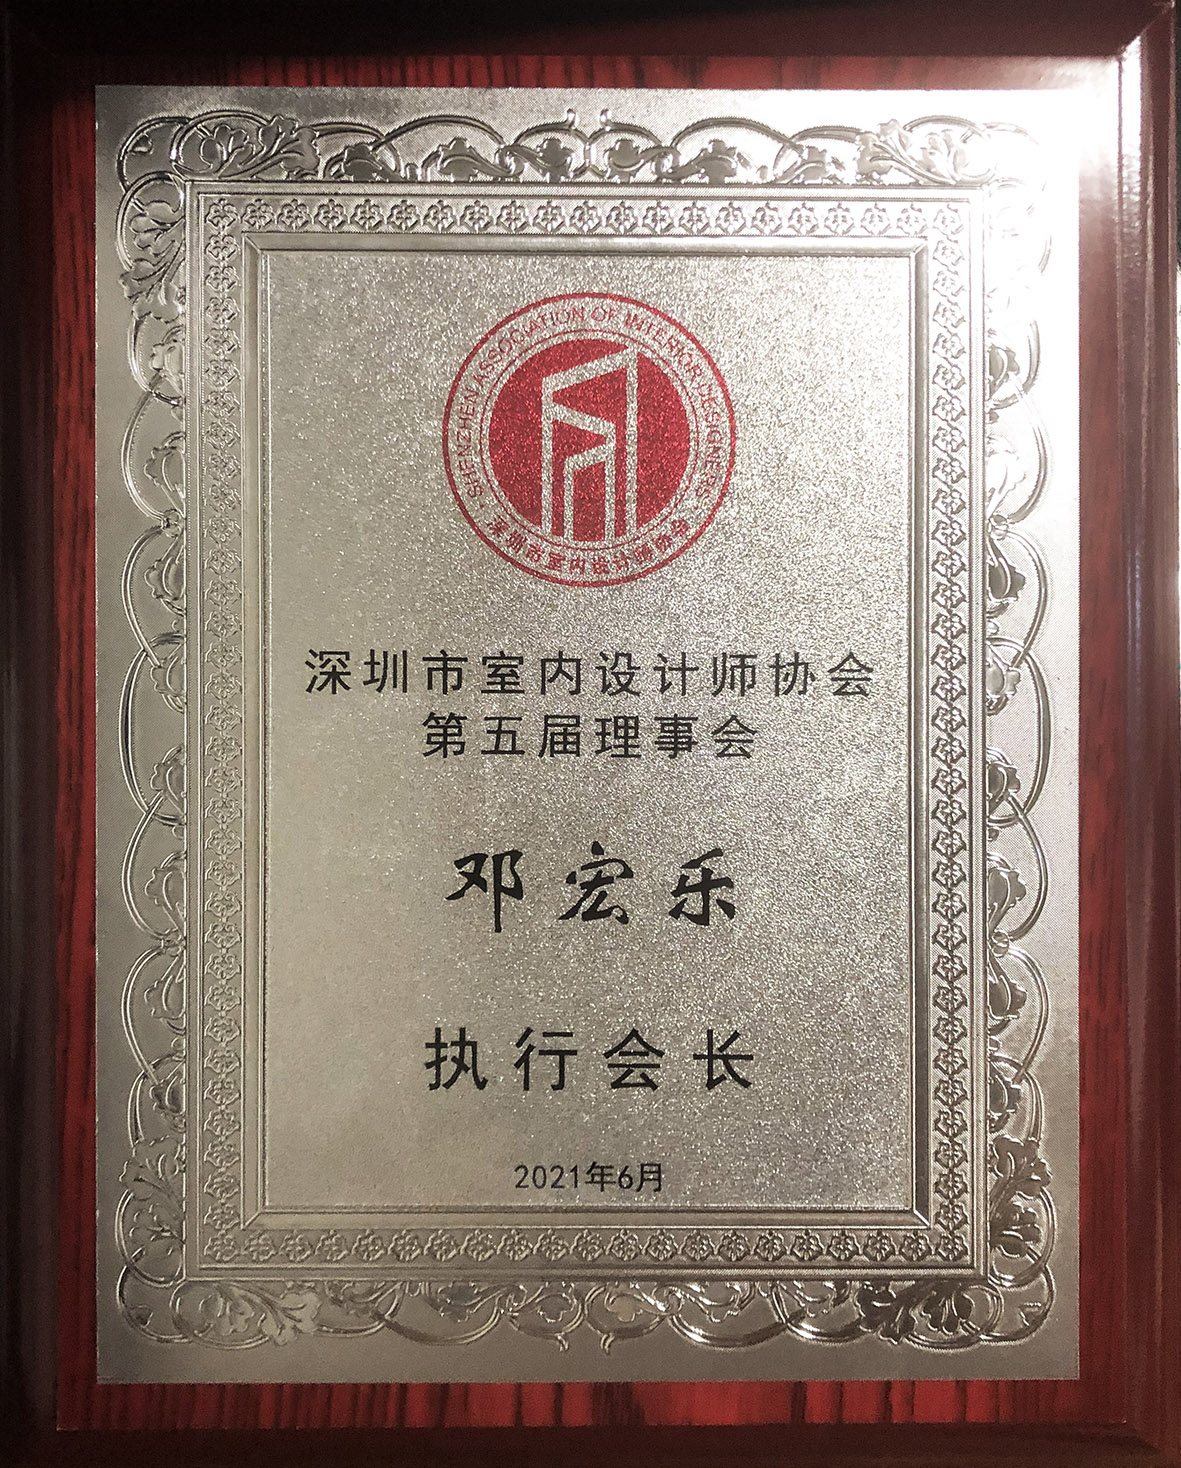 SHENZHEN ASSOCIATION OF INTERIOR DESIGNERS
深圳市室内设计师协会
深圳市室内设计师协会
第五届理事会
邓宏乐
执行会长
2021年6月